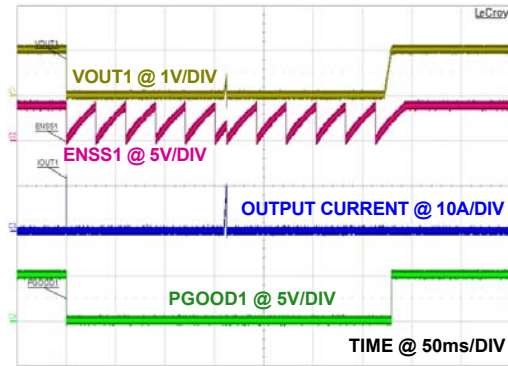 LeCroy
VOUT1
VOUT1 @ 1V/DIV
ENSS1
ENSS1 @ 5V/DIV
IOUT1
OUTPUT CURRENT @ 10A/DIV
PGOOD1
PGOOD1 @ 5V/DIV
TIME @ 50ms/DIV